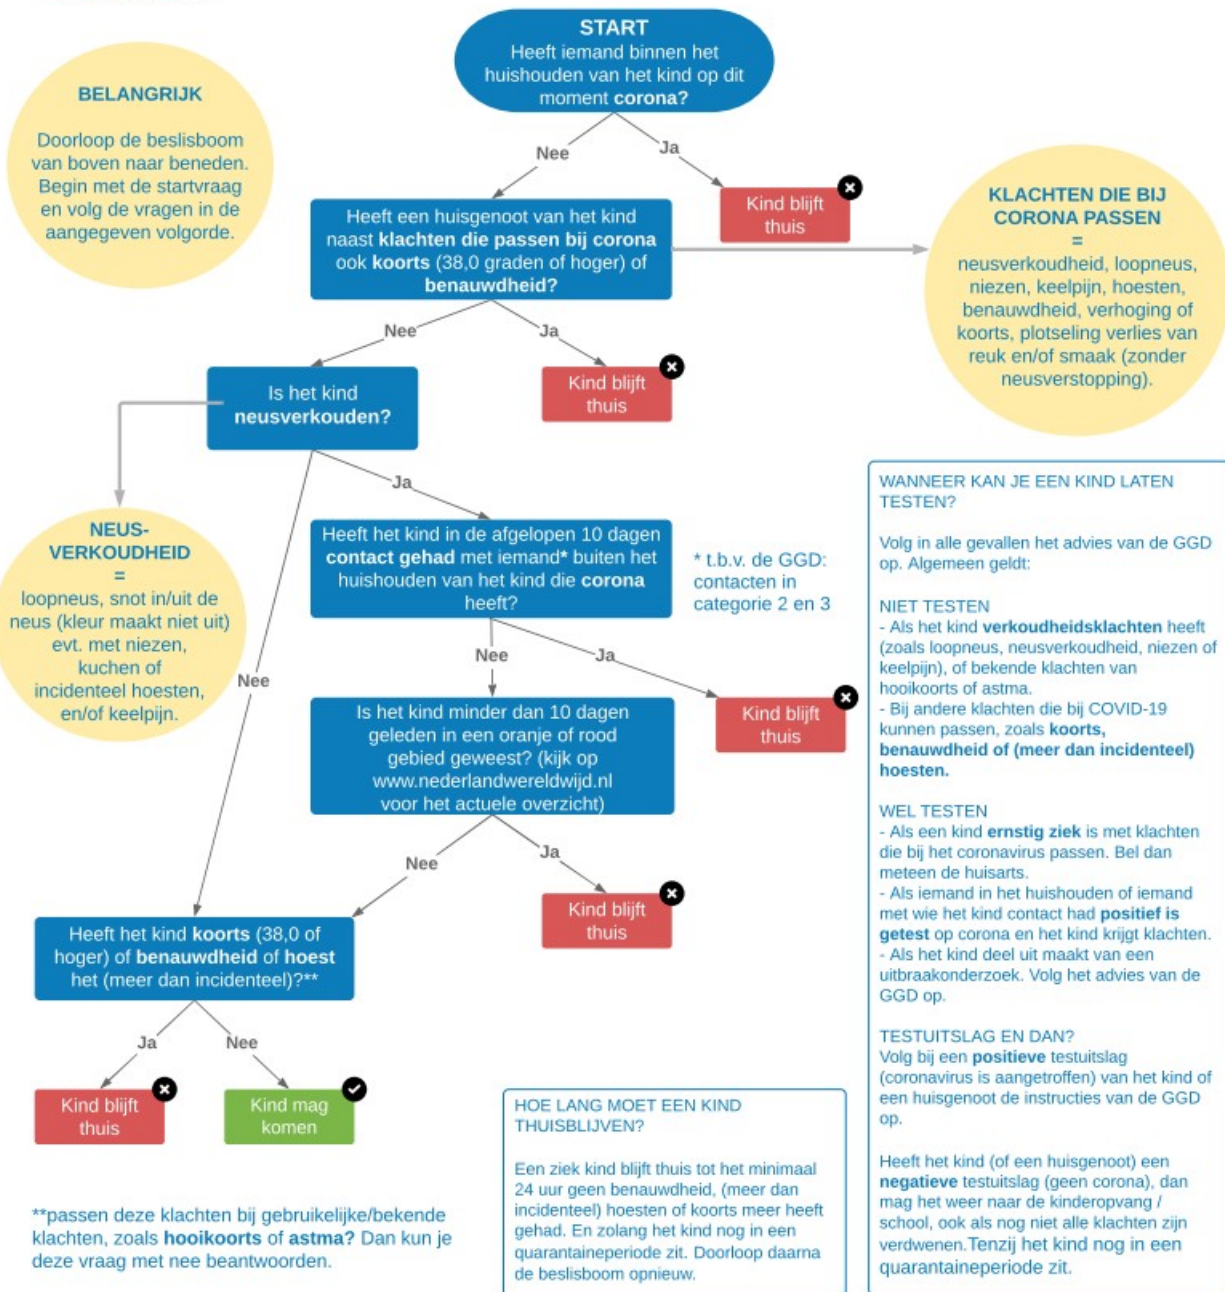 START
Heeft iemand binnen het
huishouden van het kind op dit
moment corona?
BELANGRIJK
Doorloop de beslisboom
van boven naar beneden.
Begin met de startvraag
en volg de vragen in de
aangegeven volgorde.
Nee
Ja
Kind blijft
thuis
Heeft een huisgenoot van het kind
naast klachten die passen bij corona
ook koorts (38,0 graden of hoger) of
benauwdheid?
KLACHTEN DIE BIJ
CORONA PASSEN
=
neusverkoudheid, loopneus,
niezen, keelpijn, hoesten,
benauwdheid, verhoging of
koorts, plotseling verlies van
reuk en/of smaak (zonder
neusverstopping).
Nee
Ja
Kind blijft
thuis
Is het kind
neusverkouden?
Ja
Nee
NEUS-
VERKOUDHEID
=
loopneus, snot in/uit de
neus (kleur maakt niet uit)
evt. met niezen,
kuchen of
incidenteel hoesten,
en/of keelpijn.
Heeft het kind in de afgelopen 10 dagen
contact gehad met iemand* buiten het
huishouden van het kind die corona
heeft?
* t.b.v. de GGD:
contacten in
categorie 2 en 3
Nee
Ja
Kind blijft
thuis
Is het kind minder dan 10 dagen
geleden in een oranje of rood
gebied geweest? (kijk op
www.nederlandwereldwijd.nl
voor het actuele overzicht)
Nee
Ja
Kind blijft
thuis
Heeft het kind koorts (38,0 of
hoger) of benauwdheid of hoest
het (meer dan incidenteel)?**
Ja
Nee
Kind blijft
thuis
Kind mag
komen
**passen deze klachten bij gebruikelijke/bekende
klachten, zoals hooikoorts of astma? Dan kun je
deze vraag met nee beantwoorden.
HOE LANG MOET EEN KIND
THUISBLIJVEN?
Een ziek kind blijft thuis tot het minimaal
24 uur geen benauwdheid, (meer dan
incidenteel) hoesten of koorts meer heeft
gehad. En zolang het kind nog in een
quarantaineperiode zit. Doorloop daarna
de beslisboom opnieuw.
WANNEER KAN JE EEN KIND LATEN
TESTEN?
Volg in alle gevallen het advies van de GGD
op. Algemeen geldt:
NIET TESTEN
- Als het kind verkoudheidsklachten heeft
(zoals loopneus, neusverkoudheid, niezen of
keelpijn), of bekende klachten van
hooikoorts of astma.
- Bij andere klachten die bij COVID-19
kunnen passen, zoals koorts,
benauwdheid of (meer dan incidenteel)
hoesten.
WEL TESTEN
- Als een kind ernstig ziek is met klachten
die bij het coronavirus passen. Bel dan
meteen de huisarts.
- Als iemand in het huishouden of iemand
met wie het kind contact had positief is
getest op corona en het kind krijgt klachten.
- Als het kind deel uit maakt van een
uitbraakonderzoek. Volg het advies van de
GGD op.
TESTUITSLAG EN DAN?
Volg bij een positieve testuitslag
(coronavirus is aangetroffen) van het kind of
een huisgenoot de instructies van de GGD
op.
Heeft het kind (of een huisgenoot) een
negatieve testuitslag (geen corona), dan
mag het weer naar de kinderopvang /
school, ook als nog niet alle klachten zijn
verdwenen.Tenzij het kind nog in een
quarantaineperiode zit.